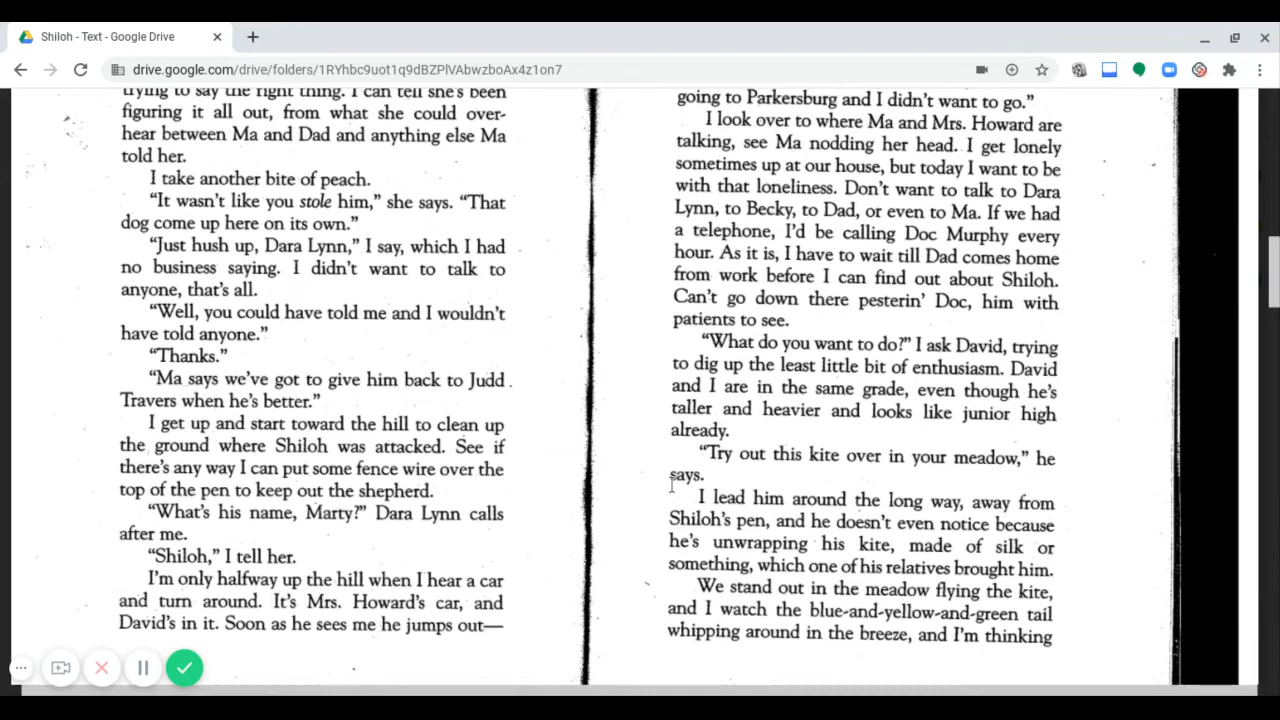 Shiloh - Text - Google Drive
drive.google.com/drive/folders/1RYhbc9uot1q9dBZPlVAbwzboAx4z1on7
trying to say the right thing. I can tell she's been
figuring it all out, from what she could over-
hear between Ma and Dad and anything else Ma
told her.
I take another bite of peach.
"It wasn't like you stole him," she says. "That
dog come up here on its own."
"Just hush up, Dara Lynn," I say, which I had
no business saying. I didn't want to talk to
anyone, that's all.
"Well, you could have told me and I wouldn't
have told anyone."
"Thanks."
"Ma says we've got to give him back to Judd
Travers when he's better."
I get up and start toward the hill to clean up
the ground where Shiloh was attacked. See if
there's any way I can put some fence wire over the
top of the pen to keep out the shepherd.
"What's his name, Marty?" Dara Lynn calls
after me.
"Shiloh," I tell her.
I'm only halfway up the hill when I hear a car
and turn around. It's Mrs. Howard's car, and
David's in it. Soon as he sees me he jumps out—
going to Parkersburg and I didn't want to go."
I look over to where Ma and Mrs. Howard are
talking, see Ma nodding her head. I get lonely
sometimes up at our house, but today I want to be
with that loneliness. Don't want to talk to Dara
Lynn, to Becky, to Dad, or even to Ma. If we had
a telephone, I'd be calling Doc Murphy every
hour. As it is, I have to wait till Dad comes home
from work before I can find out about Shiloh.
Can't go down there pesterin' Doc, him with
patients to see.
"What do you want to do?" I ask David, trying
to dig up the least little bit of enthusiasm. David
and I are in the same grade, even though he's
taller and heavier and looks like junior high
already.
"Try out this kite over in your meadow," he
says.
I lead him around the long way, away from
Shiloh's pen, and he doesn't even notice because
he's unwrapping his kite, made of silk or
something, which one of his relatives brought him.
We stand out in the meadow flying the kite,
and I watch the blue-and-yellow-and-green tail
whipping around in the breeze, and I'm thinking